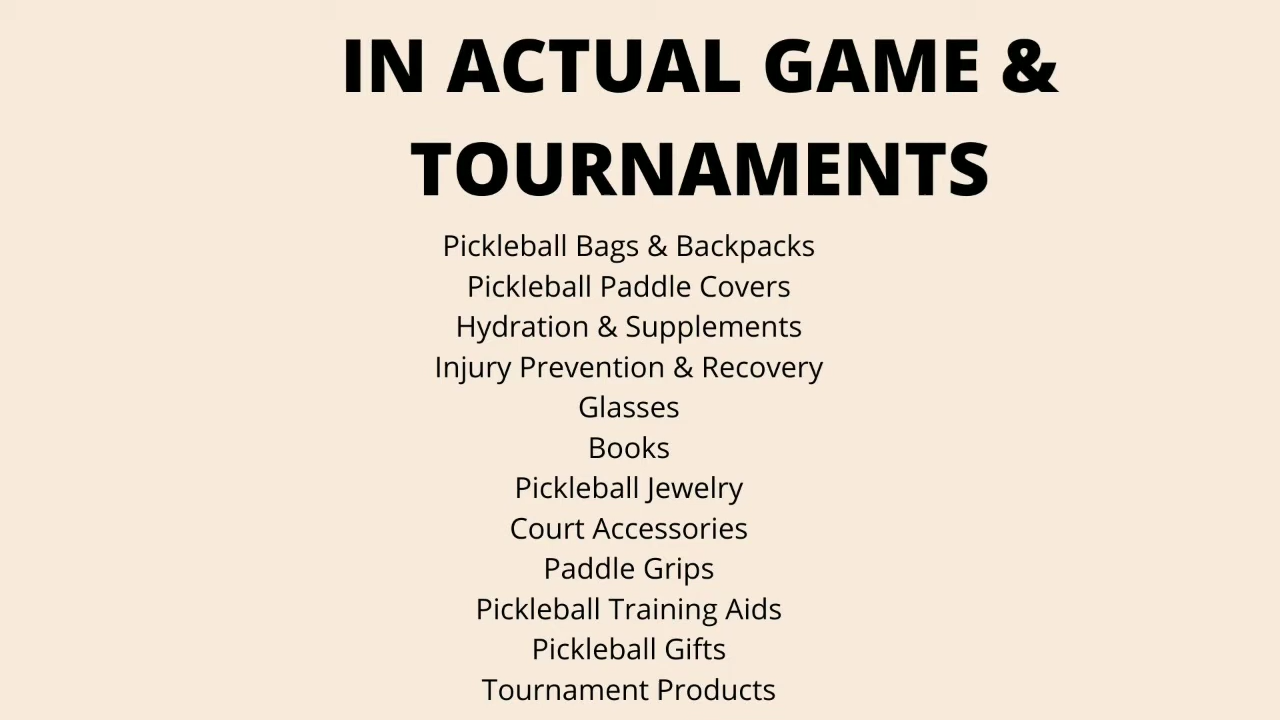 IN ACTUAL GAME &
TOURNAMENTS
Pickleball Bags & Backpacks
Pickleball Paddle Covers
Hydration & Supplements
Injury Prevention & Recovery
Glasses
Books
Pickleball Jewelry
Court Accessories
Paddle Grips
Pickleball Training Aids
Pickleball Gifts
Tournament Products